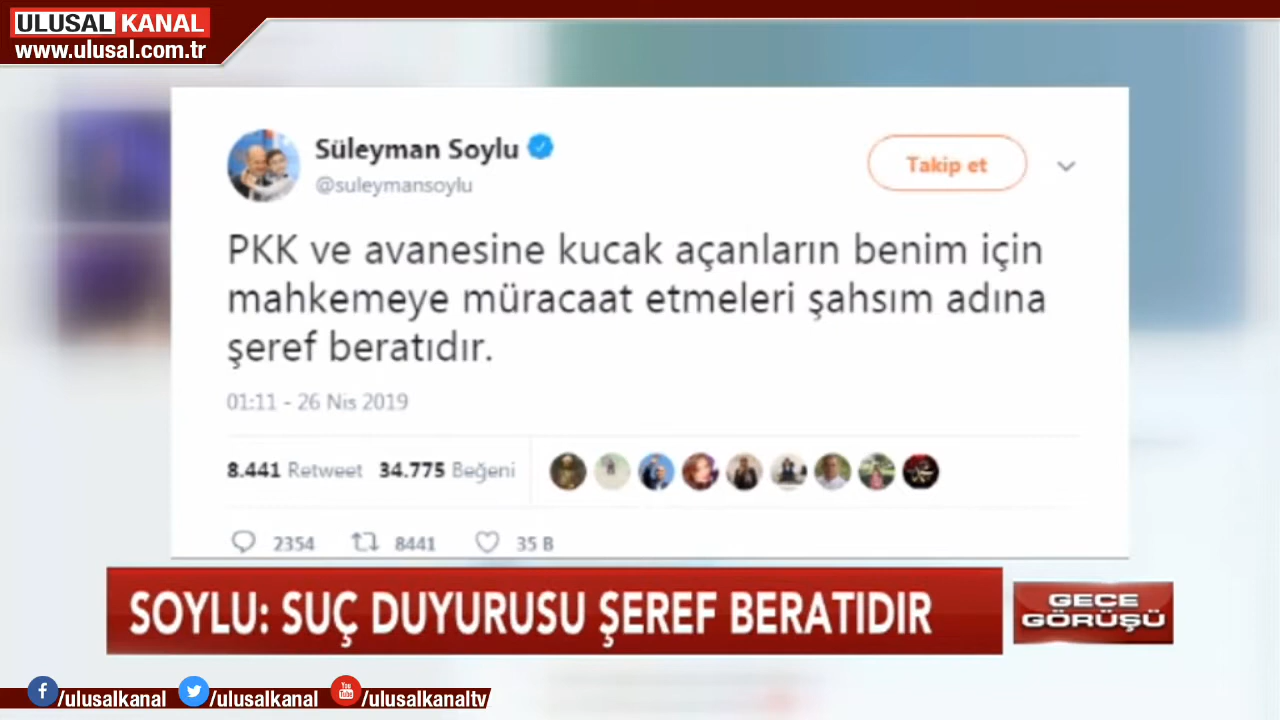 ULUSAL KANAL
www.ulusal.com.tr
Süleyman Soylu
@suleymansoylu
Takip et
PKK ve avanesine kucak açanların benim için
mahkemeye müracaat etmeleri şahsım adına
şeref beratıdır.
01:11 - 26 Nis 2019
8.441 Retweet 34.775 Beğeni
2354 8441 35 B
SOYLU: SUÇ DUYURUSU ŞEREF BERATIDIR
GECE
GÖRÜŞÜ
/ulusalkanal /ulusalkanal You Tube /ulusalkanaltv